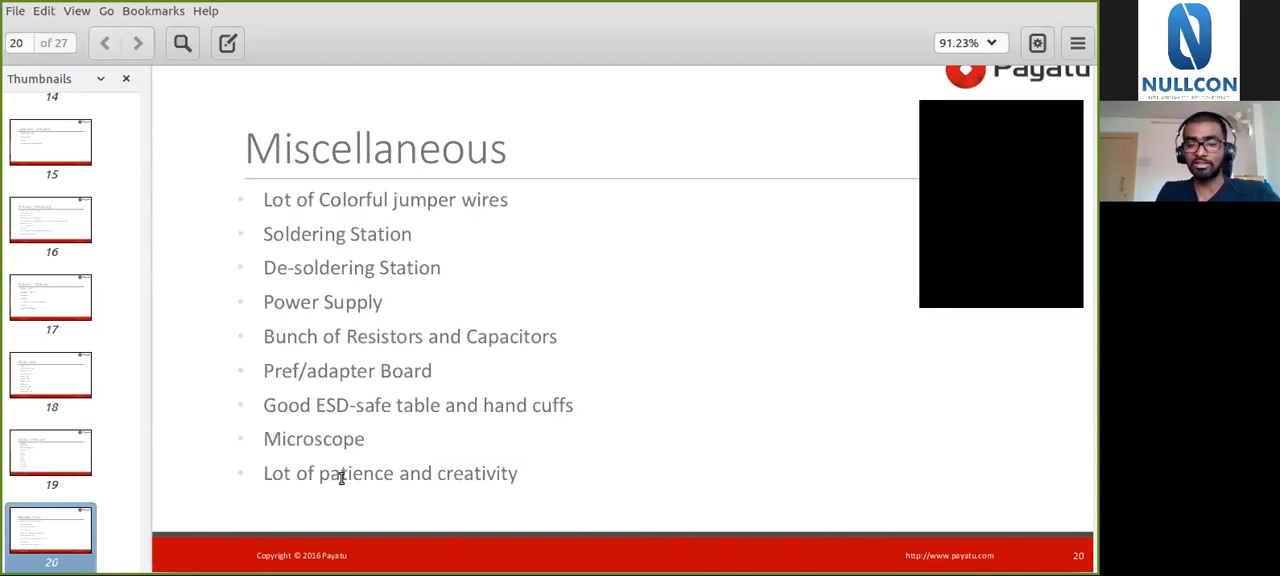 File Edit View Go Bookmarks Help
20 of 27
91.23%
Thumbnails
14
15
16
17
18
19
20
Payatu
Miscellaneous
Lot of Colorful jumper wires
Soldering Station
De-soldering Station
Power Supply
Bunch of Resistors and Capacitors
Pref/adapter Board
Good ESD-safe table and hand cuffs
Microscope
Lot of patience and creativity
Copyright © 2016 Payatu
http://www.payatu.com
20
NULLCON